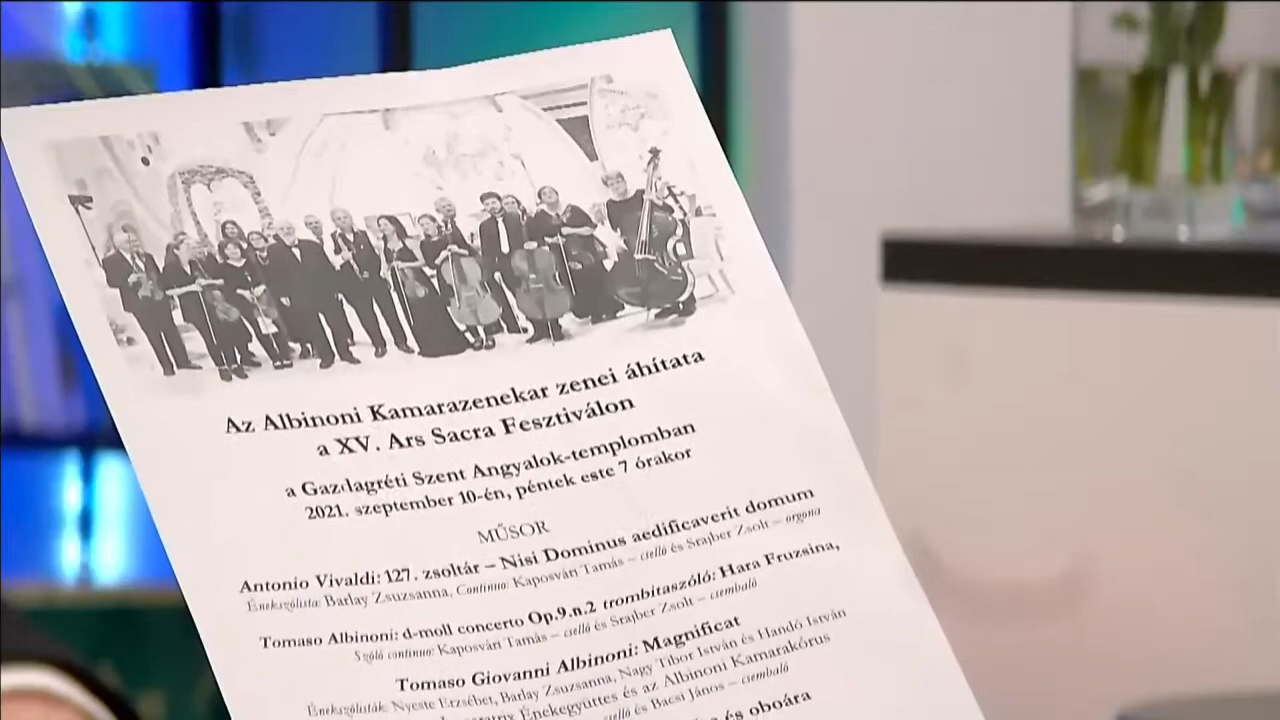 Az Albinoni Kamarazenekar zenei áhítata
a XV. Ars Sacra Fesztiválon
a Gazdagréti Szent Angyalok-templomban
2021. szeptember 10-én, péntek este 7 órakor
MŰSOR
Antonio Vivaldi: 127. zsoltár – Nisi Dominus aedificaverit domum
Énekszólista: Barlay Zsuzsanna, Continuo: Kaposvári Tamás – cselló és Srajber Zsolt – orgona
Tomaso Albinoni: d-moll concerto Op.9.n.2 trombitaszóló: Hara Fruzsina,
Szóló continuo: Kaposvári Tamás – cselló és Srajber Zsolt – csembaló
Tomaso Giovanni Albinoni: Magnificat
Énekszólisták: Nyeste Erzsébet, Barlay Zsuzsanna, Nagy Tibor István és Handó István
Énekegyüttes és az Albinoni Kamarakórus
cselló és Bacsi János – csembaló
és oboára